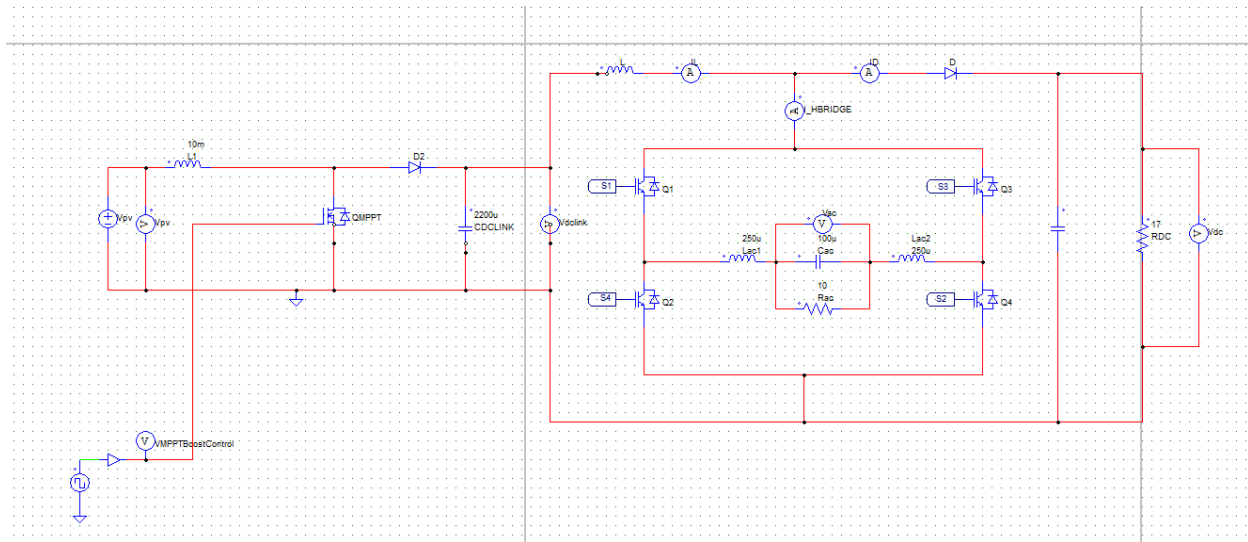 L
IL
ID
D
A
A
A
I_HBRIDGE
10m
L1
D2
S1
Q1
S3
Q3
Vpv
Vpv
QMPPT
2200u
CDCLINK
Vdclink
Vac
V
250u
Lac1
100u
Cac
Lac2
250u
17
RDC
Vdc
10
Rac
S4
Q2
S2
Q4
V
VMPPTBoostControl